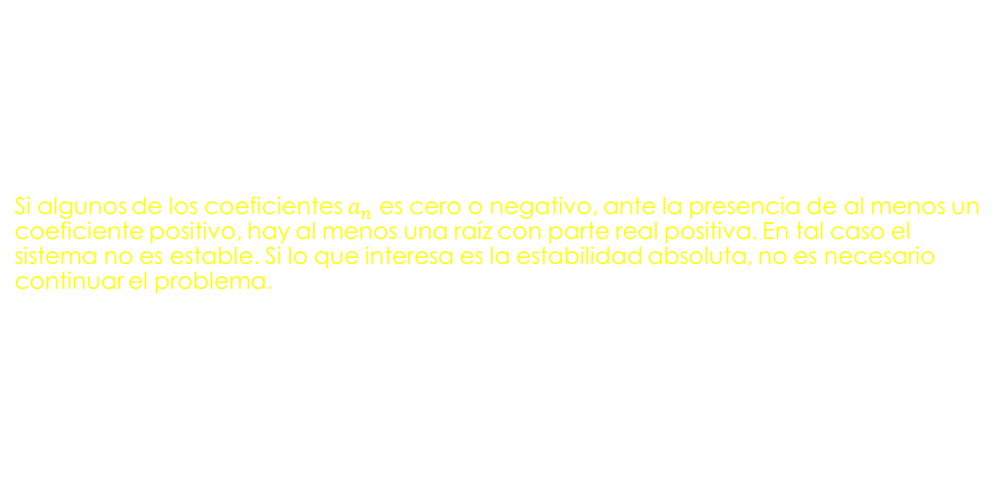 Si algunos de los coeficientes aₙ es cero o negativo, ante la presencia de al menos un
coeficiente positivo, hay al menos una raíz con parte real positiva. En tal caso el
sistema no es estable. Si lo que interesa es la estabilidad absoluta, no es necesario
continuar el problema.